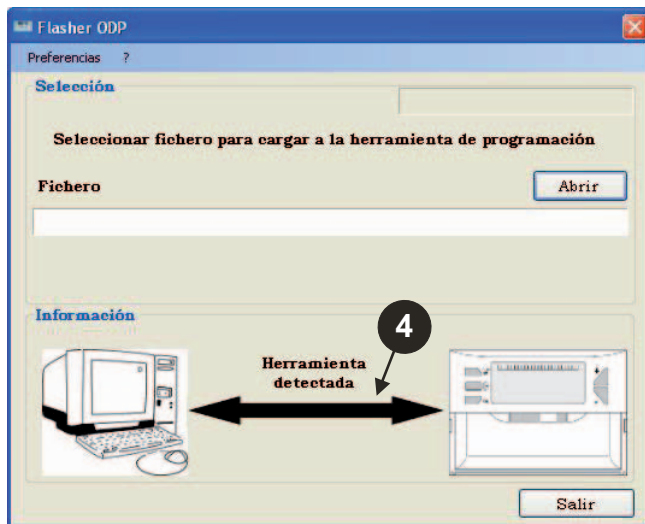 Flasher ODP
Preferencias ?
Selección
Seleccionar fichero para cargar a la herramienta de programación
Fichero
Abrir
Información
4
Herramienta
detectada
Salir